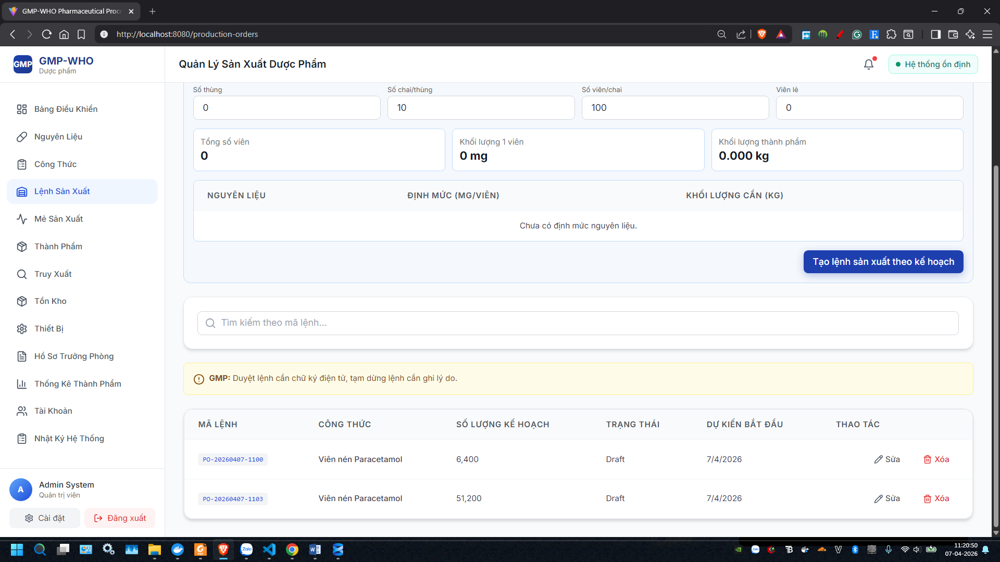 GMP-WHO Pharmaceutical Proc
http://localhost:8080/production-orders
GMP
GMP-WHO
Dược phẩm
Quản Lý Sản Xuất Dược Phẩm
Hệ thống ổn định
Bảng Điều Khiển
Nguyên Liệu
Công Thức
Lệnh Sản Xuất
Mẻ Sản Xuất
Thành Phẩm
Truy Xuất
Tồn Kho
Thiết Bị
Hồ Sơ Trưởng Phòng
Thống Kê Thành Phẩm
Tài Khoản
Nhật Ký Hệ Thống
A
Admin System
Quản trị viên
Cài đặt
Đăng xuất
Số thùng
Số chai/thùng
Số viên/chai
Viên lẻ
0
10
100
0
Tổng số viên
0
Khối lượng 1 viên
0 mg
Khối lượng thành phẩm
0.000 kg
NGUYÊN LIỆU
ĐỊNH MỨC (MG/VIÊN)
KHỐI LƯỢNG CẦN (KG)
Chưa có định mức nguyên liệu.
Tạo lệnh sản xuất theo kế hoạch
Tìm kiếm theo mã lệnh...
GMP: Duyệt lệnh cần chữ ký điện tử, tạm dừng lệnh cần ghi lý do.
MÃ LỆNH CÔNG THỨC SỐ LƯỢNG KẾ HOẠCH TRẠNG THÁI DỰ KIẾN BẮT ĐẦU THAO TÁC
PO-20260407-1100 Viên nén Paracetamol 6,400 Draft 7/4/2026 Sửa Xóa
PO-20260407-1103 Viên nén Paracetamol 51,200 Draft 7/4/2026 Sửa Xóa
11:20:50
07-04-2026